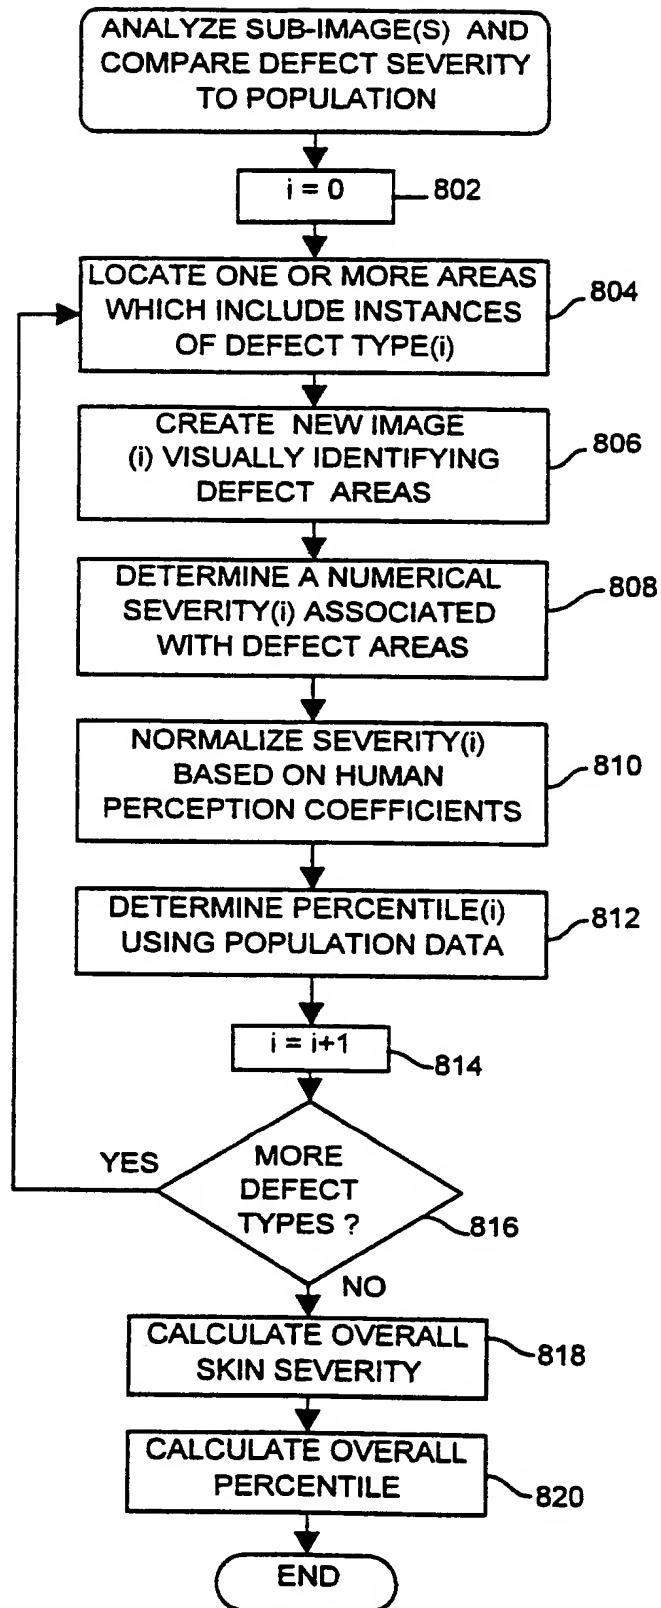 ANALYZE SUB-IMAGE(S) AND
COMPARE DEFECT SEVERITY
TO POPULATION
i = 0
802
LOCATE ONE OR MORE AREAS
WHICH INCLUDE INSTANCES
OF DEFECT TYPE(i)
804
CREATE NEW IMAGE
(i) VISUALLY IDENTIFYING
DEFECT AREAS
806
DETERMINE A NUMERICAL
SEVERITY(i) ASSOCIATED
WITH DEFECT AREAS
808
NORMALIZE SEVERITY(i)
BASED ON HUMAN
PERCEPTION COEFFICIENTS
810
DETERMINE PERCENTILE(i)
USING POPULATION DATA
812
i = i+1
814
YES
MORE
DEFECT
TYPES ?
816
NO
CALCULATE OVERALL
SKIN SEVERITY
818
CALCULATE OVERALL
PERCENTILE
820
END